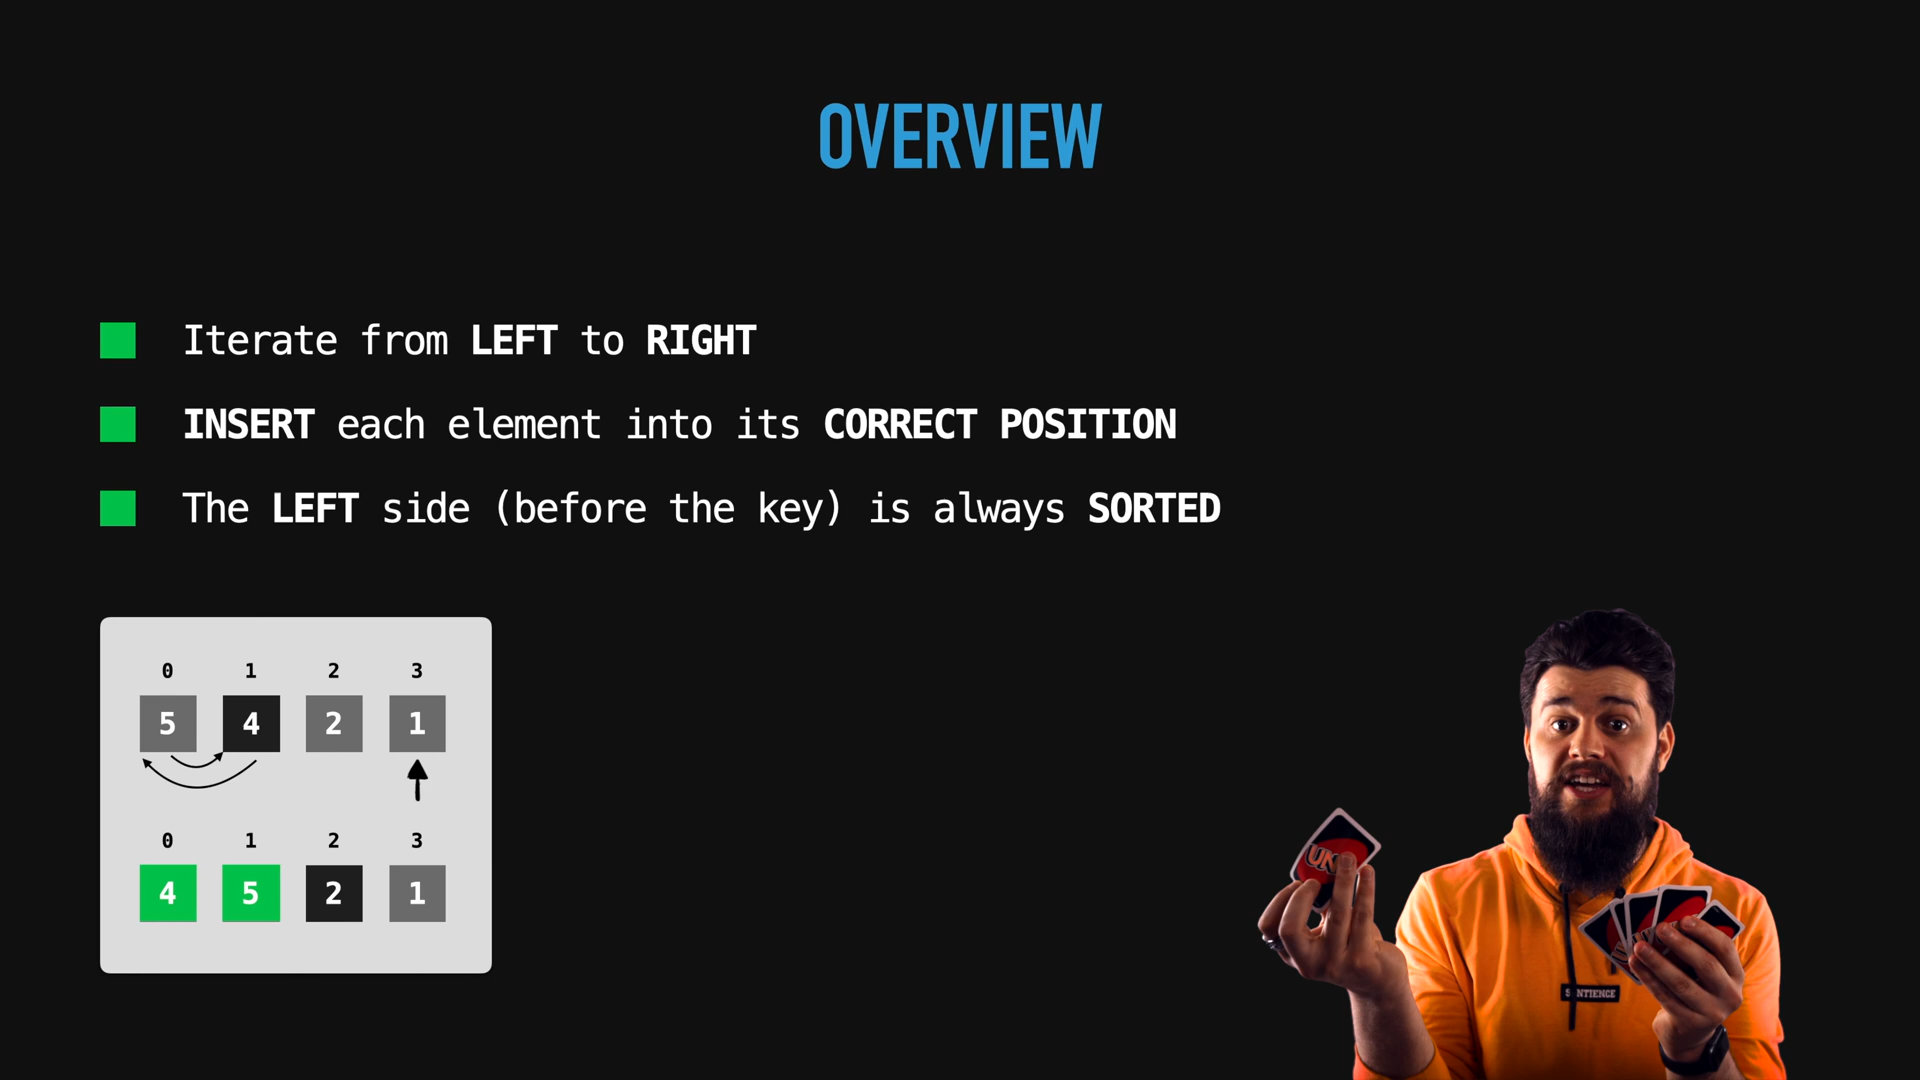 OVERVIEW
Iterate from LEFT to RIGHT
INSERT each element into its CORRECT POSITION
The LEFT side (before the key) is always SORTED
0 1 2 3
5 4 2 1
0 1 2 3
4 5 2 1
UNO
SENTIENCE